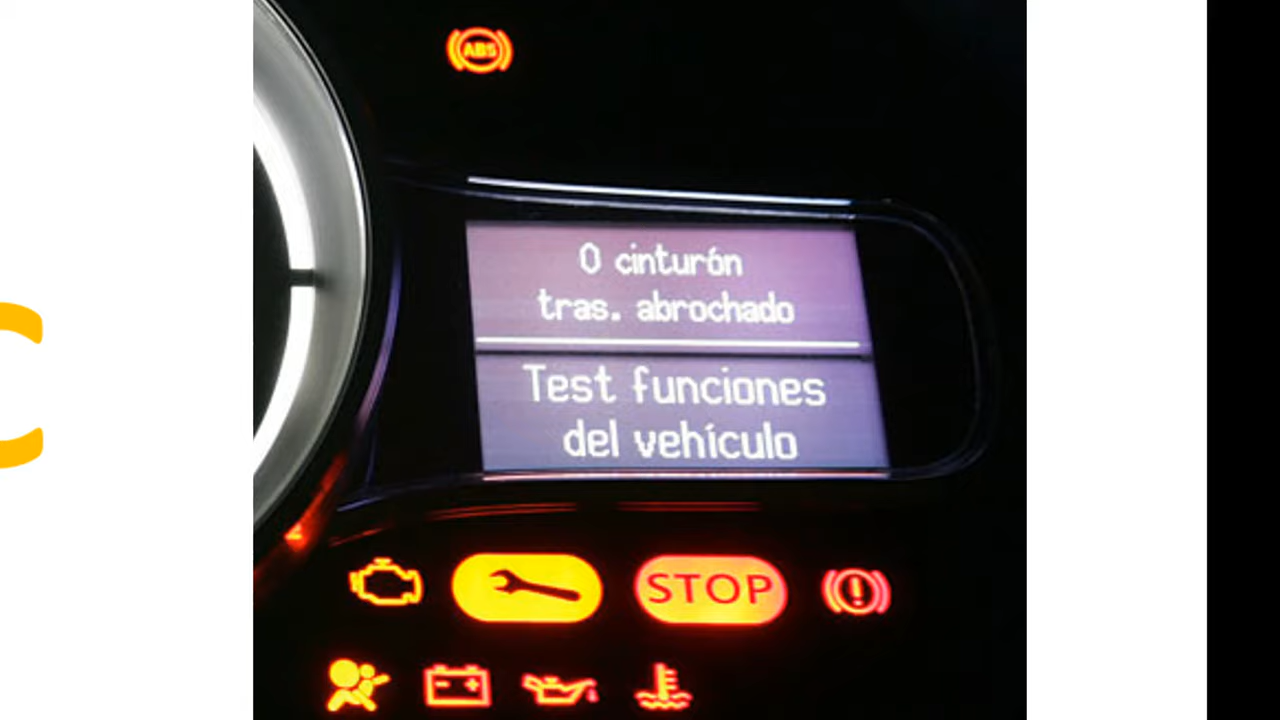 ABS
0 cinturón
tras. abrochado
Test funciones
del vehículo
STOP